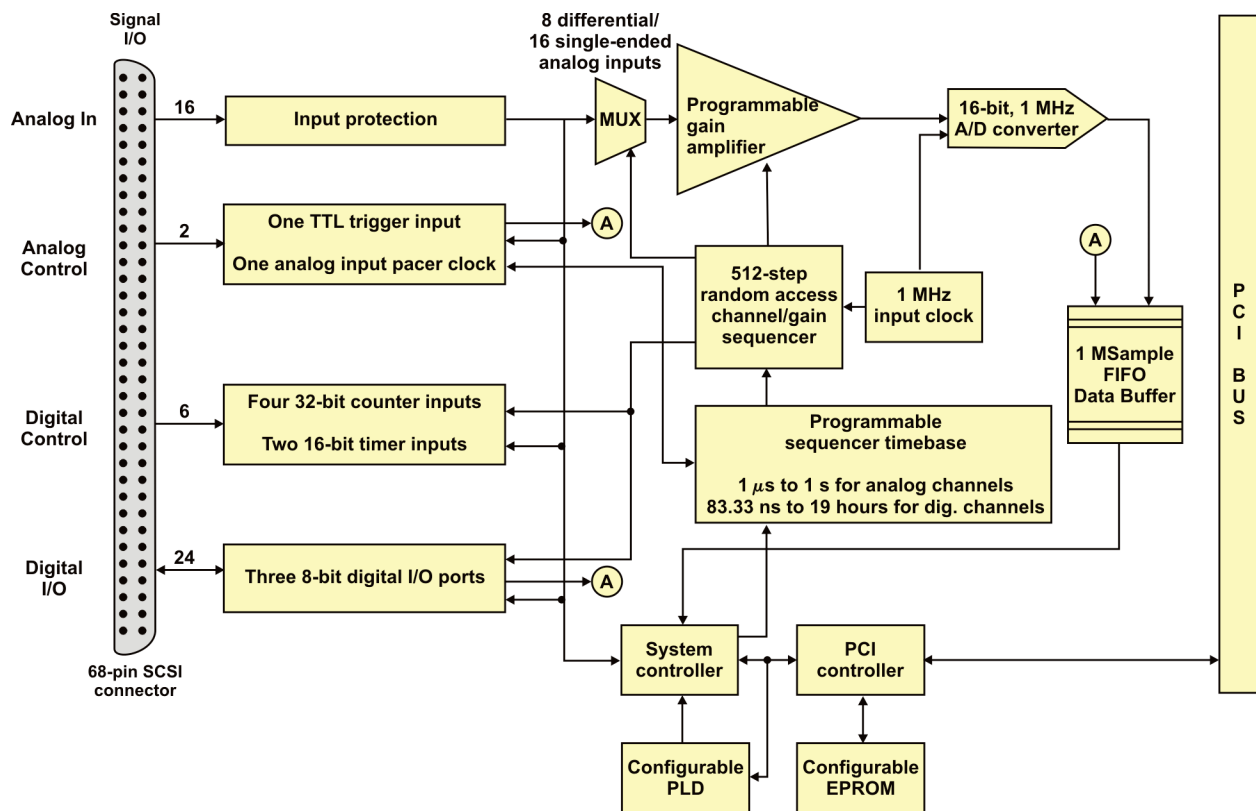 Signal
I/O
8 differential/
16 single-ended
analog inputs
Analog In
16
Input protection
MUX
Programmable
gain
amplifier
16-bit, 1 MHz
A/D converter
Analog
Control
2
One TTL trigger input
One analog input pacer clock
A
512-step
random access
channel/gain
sequencer
1 MHz
input clock
A
1 MSample
FIFO
Data Buffer
PCI BUS
Digital
Control
6
Four 32-bit counter inputs
Two 16-bit timer inputs
Programmable
sequencer timebase
1 μs to 1 s for analog channels
83.33 ns to 19 hours for dig. channels
Digital
I/O
24
Three 8-bit digital I/O ports
A
68-pin SCSI
connector
System
controller
PCI
controller
Configurable
PLD
Configurable
EPROM